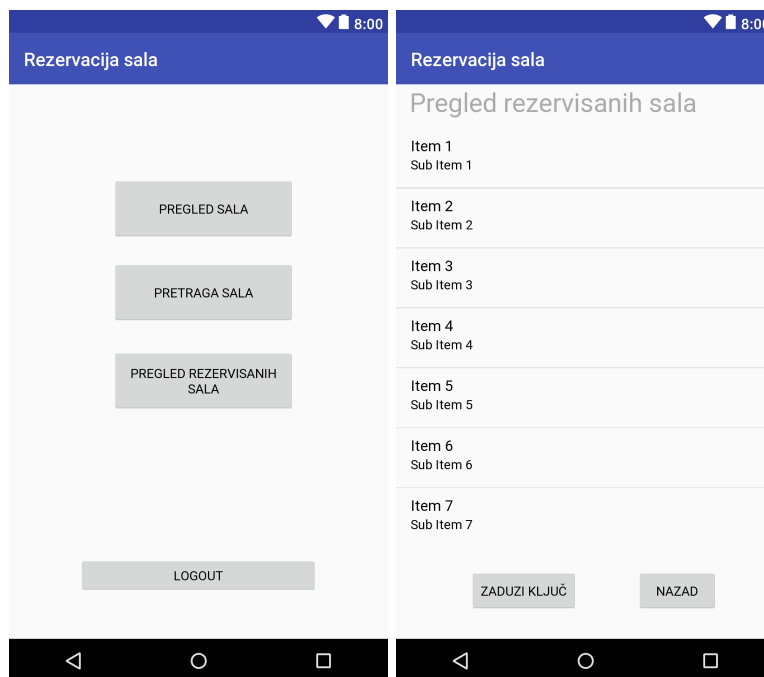 8:00
Rezervacija sala
PREGLED SALA
PRETRAGA SALA
PREGLED REZERVISANIH
SALA
LOGOUT
8:00
Rezervacija sala
Pregled rezervisanih sala
Item 1
Sub Item 1
Item 2
Sub Item 2
Item 3
Sub Item 3
Item 4
Sub Item 4
Item 5
Sub Item 5
Item 6
Sub Item 6
Item 7
Sub Item 7
ZADUZI KLJUČ
NAZAD